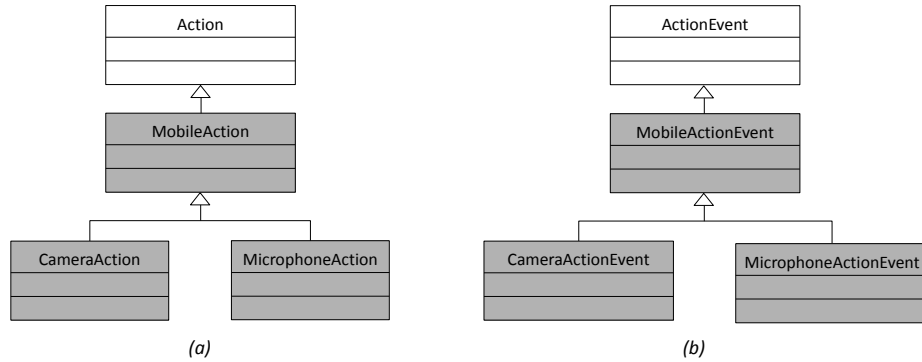 Action
ActionEvent
MobileAction
MobileActionEvent
CameraAction
MicrophoneAction
CameraActionEvent
MicrophoneActionEvent
(a)
(b)